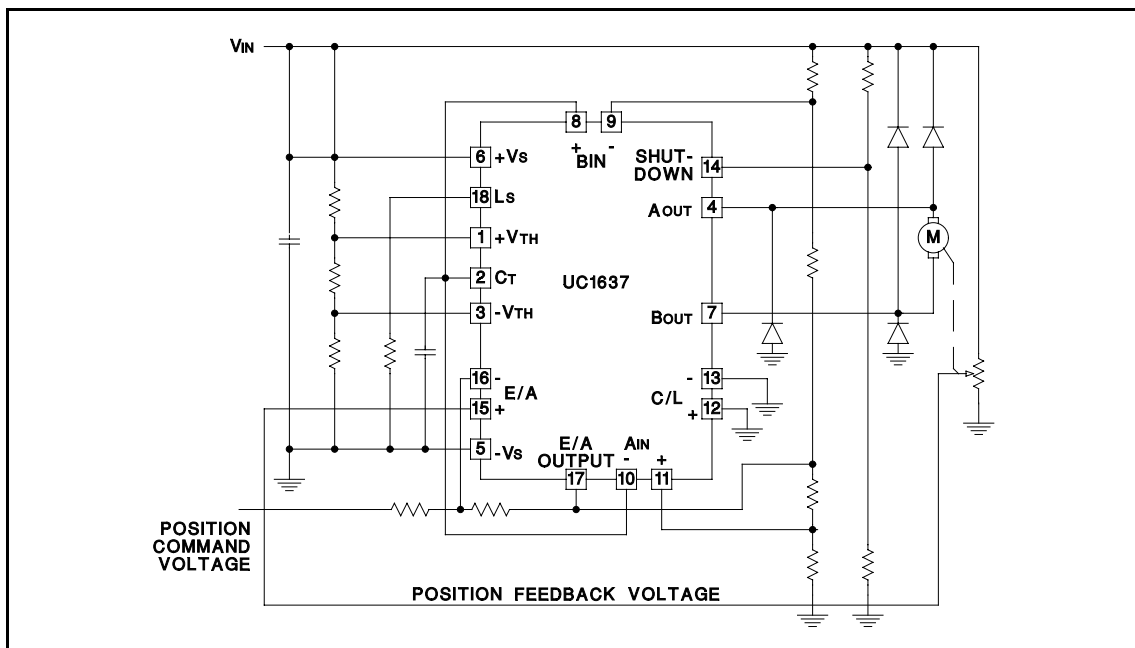 VIN
8
9
+
-
BIN
6
+VS
SHUT-
DOWN
14
18
LS
AOUT
4
1
+VTH
M
2
CT
UC1637
3
-VTH
BOUT
7
16
-
E/A
-
13
15
+
C/L
+
12
5
-VS
E/A
OUTPUT
AIN
-
+
17
10
11
POSITION
COMMAND
VOLTAGE
POSITION FEEDBACK VOLTAGE